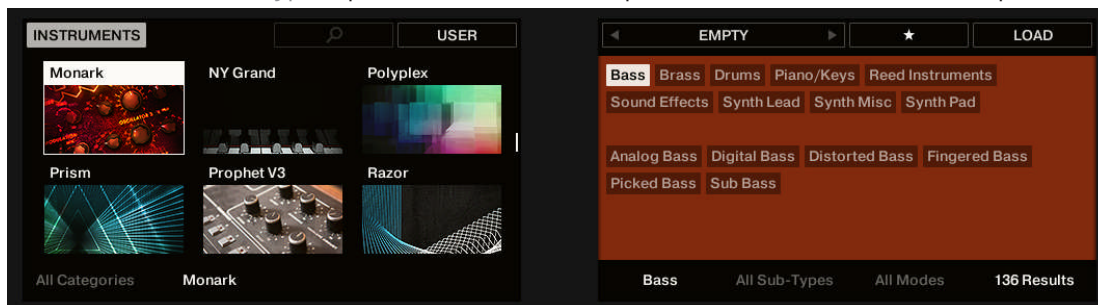 INSTRUMENTS USER
Monark NY Grand Polyplex
Prism Prophet V3 Razor
All Categories Monark
EMPTY ★ LOAD
Bass Brass Drums Piano/Keys Reed Instruments
Sound Effects Synth Lead Synth Misc Synth Pad
Analog Bass Digital Bass Distorted Bass Fingered Bass
Picked Bass Sub Bass
Bass All Sub-Types All Modes 136 Results